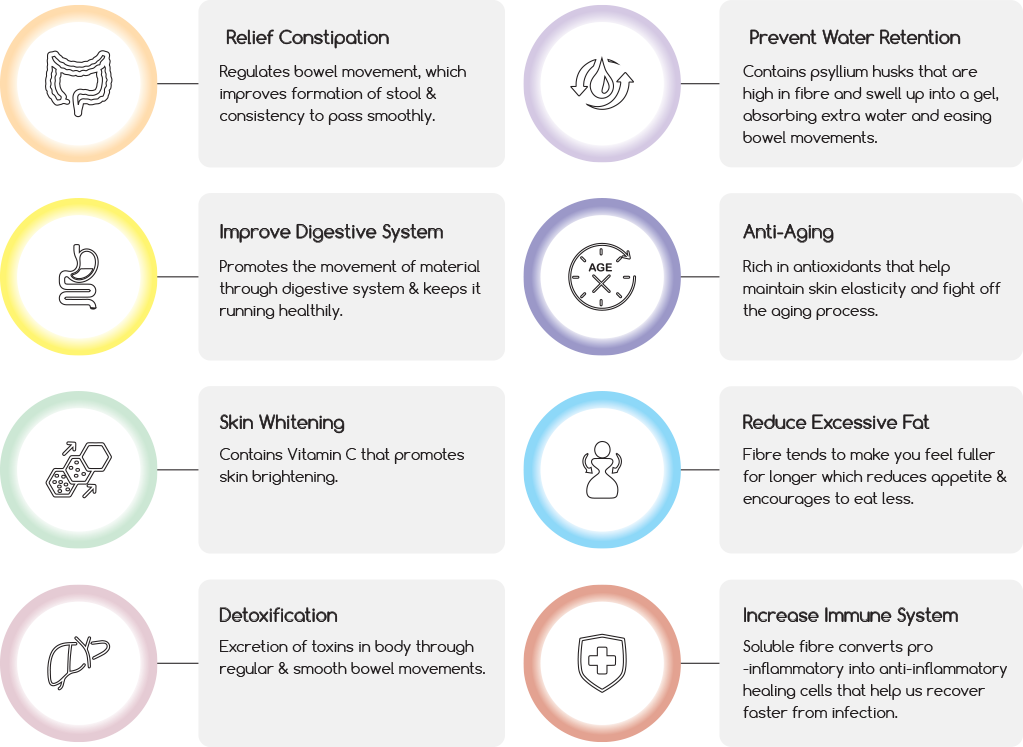 Relief Constipation
Regulates bowel movement, which
improves formation of stool &
consistency to pass smoothly.
Prevent Water Retention
Contains psyllium husks that are
high in fibre and swell up into a gel,
absorbing extra water and easing
bowel movements.
Improve Digestive System
Promotes the movement of material
through digestive system & keeps it
running healthily.
AGE
Anti-Aging
Rich in antioxidants that help
maintain skin elasticity and fight off
the aging process.
Skin Whitening
Contains Vitamin C that promotes
skin brightening.
Reduce Excessive Fat
Fibre tends to make you feel fuller
for longer which reduces appetite &
encourages to eat less.
Detoxification
Excretion of toxins in body through
regular & smooth bowel movements.
Increase Immune System
Soluble fibre converts pro
-inflammatory into anti-inflammatory
healing cells that help us recover
faster from infection.